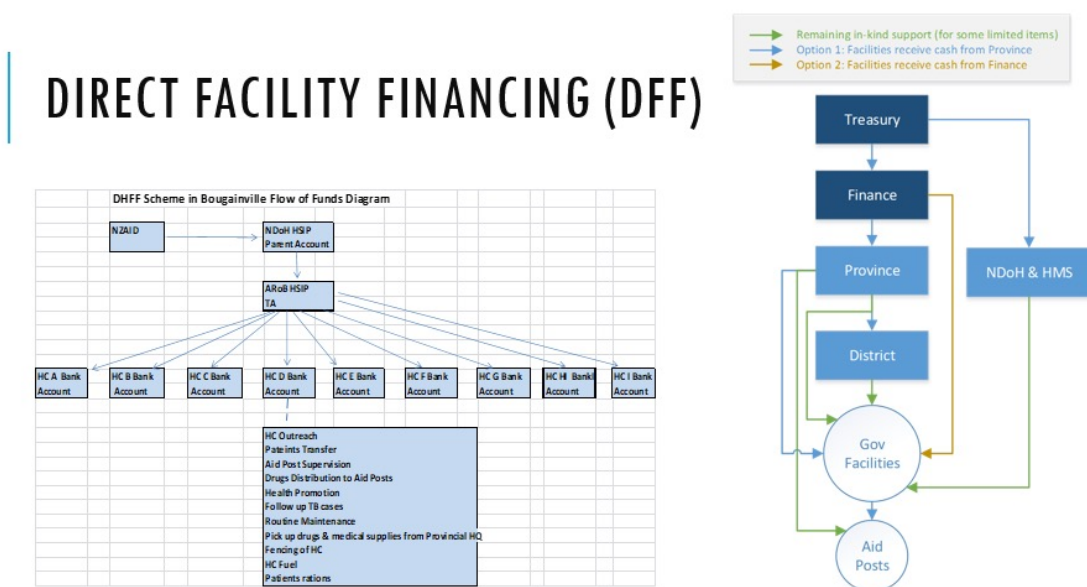 DIRECT FACILITY FINANCING (DFF)
DHFF Scheme in Bougainville Flow of Funds Diagram
NZAID
NDoH HSIP
Parent Account
ARoB HSIP
TA
HC A Bank
Account
HC B Bank
Account
HC C Bank
Account
HC D Bank
Account
HC E Bank
Account
HC F Bank
Account
HC G Bank
Account
HC HI Bankl
Account
HC I Bank
Account
HC Outreach
Pateints Transfer
Aid Post Supervision
Drugs Distribution to Aid Posts
Health Promotion
Follow up TB cases
Routine Maintenance
Pick up drugs & medical supplies from Provincial HQ
Fencing of HC
HC Fuel
Patients rations
Remaining in-kind support (for some limited items)
Option 1: Facilities receive cash from Province
Option 2: Facilities receive cash from Finance
Treasury
Finance
Province
NDoH & HMS
District
Gov
Facilities
Aid
Posts